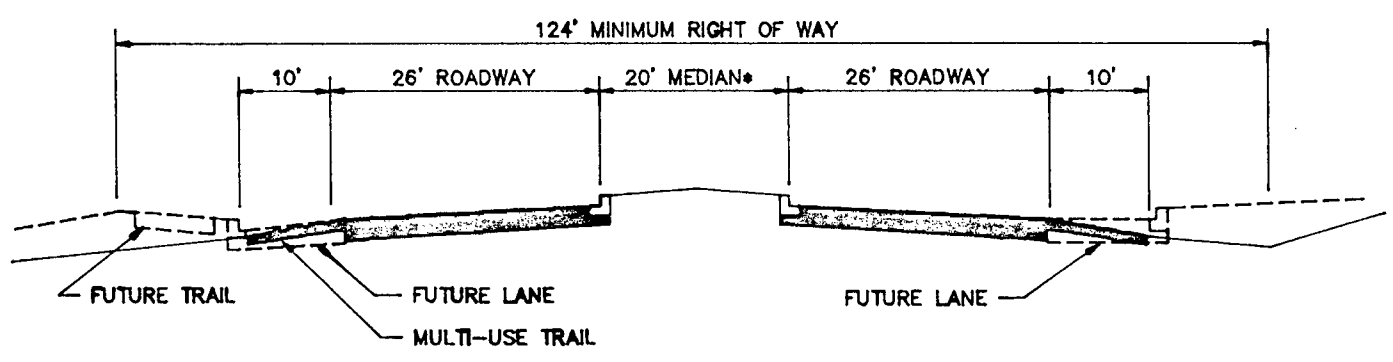 124' MINIMUM RIGHT OF WAY
10' 26' ROADWAY 20' MEDIAN* 26' ROADWAY 10'
FUTURE TRAIL
FUTURE LANE
FUTURE LANE
MULTI-USE TRAIL